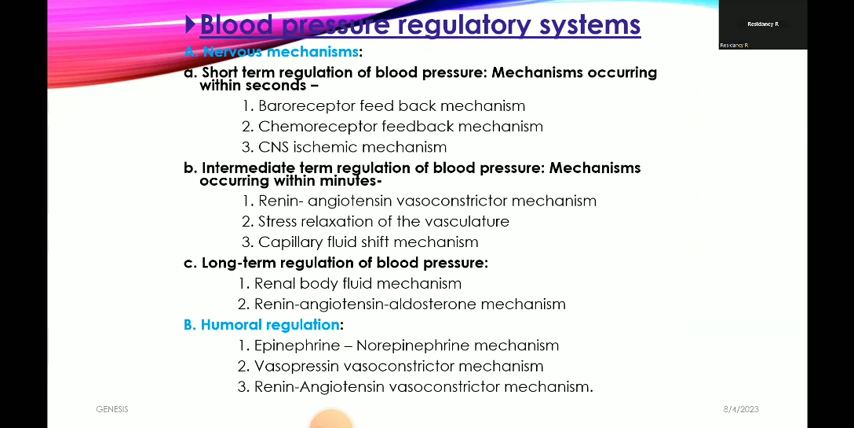 Blood pressure regulatory systems
A. Nervous mechanisms:
a. Short term regulation of blood pressure: Mechanisms occurring
within seconds –
1. Baroreceptor feed back mechanism
2. Chemoreceptor feedback mechanism
3. CNS ischemic mechanism
b. Intermediate term regulation of blood pressure: Mechanisms
occurring within minutes-
1. Renin- angiotensin vasoconstrictor mechanism
2. Stress relaxation of the vasculature
3. Capillary fluid shift mechanism
c. Long-term regulation of blood pressure:
1. Renal body fluid mechanism
2. Renin-angiotensin-aldosterone mechanism
B. Humoral regulation:
1. Epinephrine – Norepinephrine mechanism
2. Vasopressin vasoconstrictor mechanism
3. Renin-Angiotensin vasoconstrictor mechanism.
GENESIS
8/4/2023
Residancy R
Residancy R